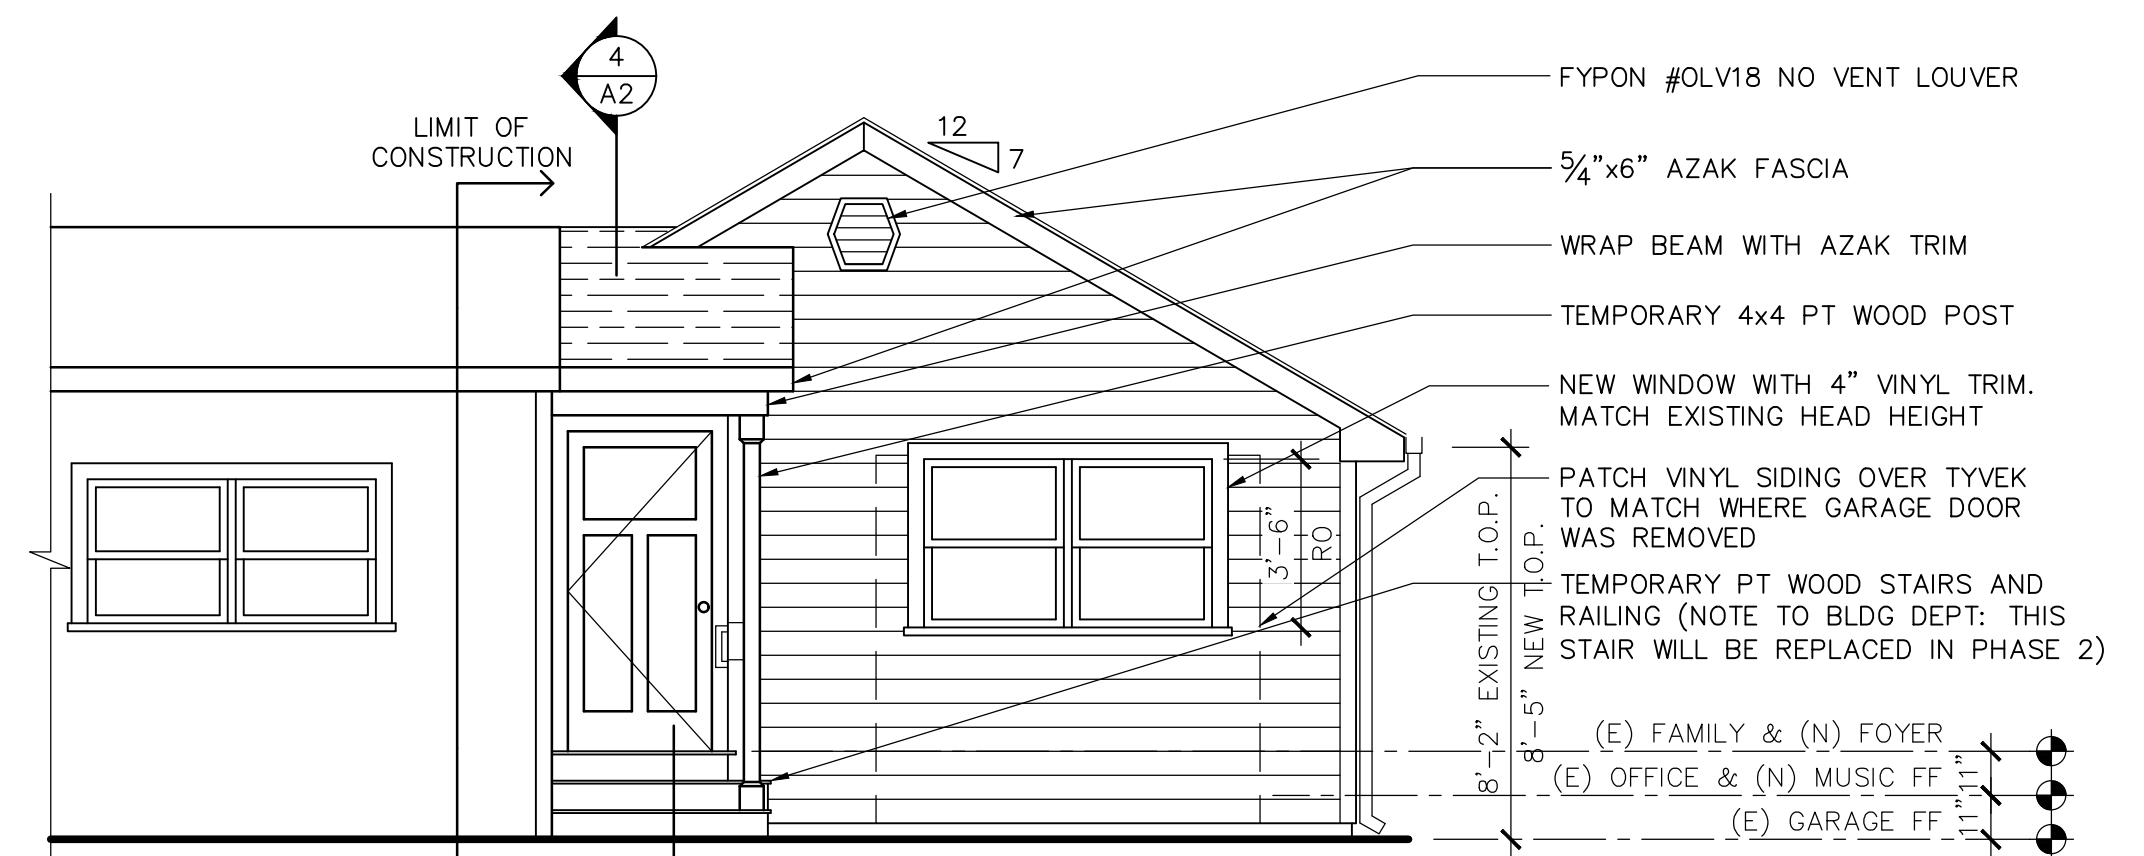 4
A2
LIMIT OF
CONSTRUCTION
12
7
FYPON #OLV18 NO VENT LOUVER
5/4”x6” AZAK FASCIA
WRAP BEAM WITH AZAK TRIM
TEMPORARY 4x4 PT WOOD POST
NEW WINDOW WITH 4” VINYL TRIM.
MATCH EXISTING HEAD HEIGHT
PATCH VINYL SIDING OVER TYVEK
TO MATCH WHERE GARAGE DOOR
WAS REMOVED
TEMPORARY PT WOOD STAIRS AND
RAILING (NOTE TO BLDG DEPT: THIS
STAIR WILL BE REPLACED IN PHASE 2)
3’-6”
RO
8’-2” EXISTING T.O.P.
8’-5” NEW T.O.P.
(E) FAMILY & (N) FOYER
(E) OFFICE & (N) MUSIC FF
(E) GARAGE FF
11”
11”